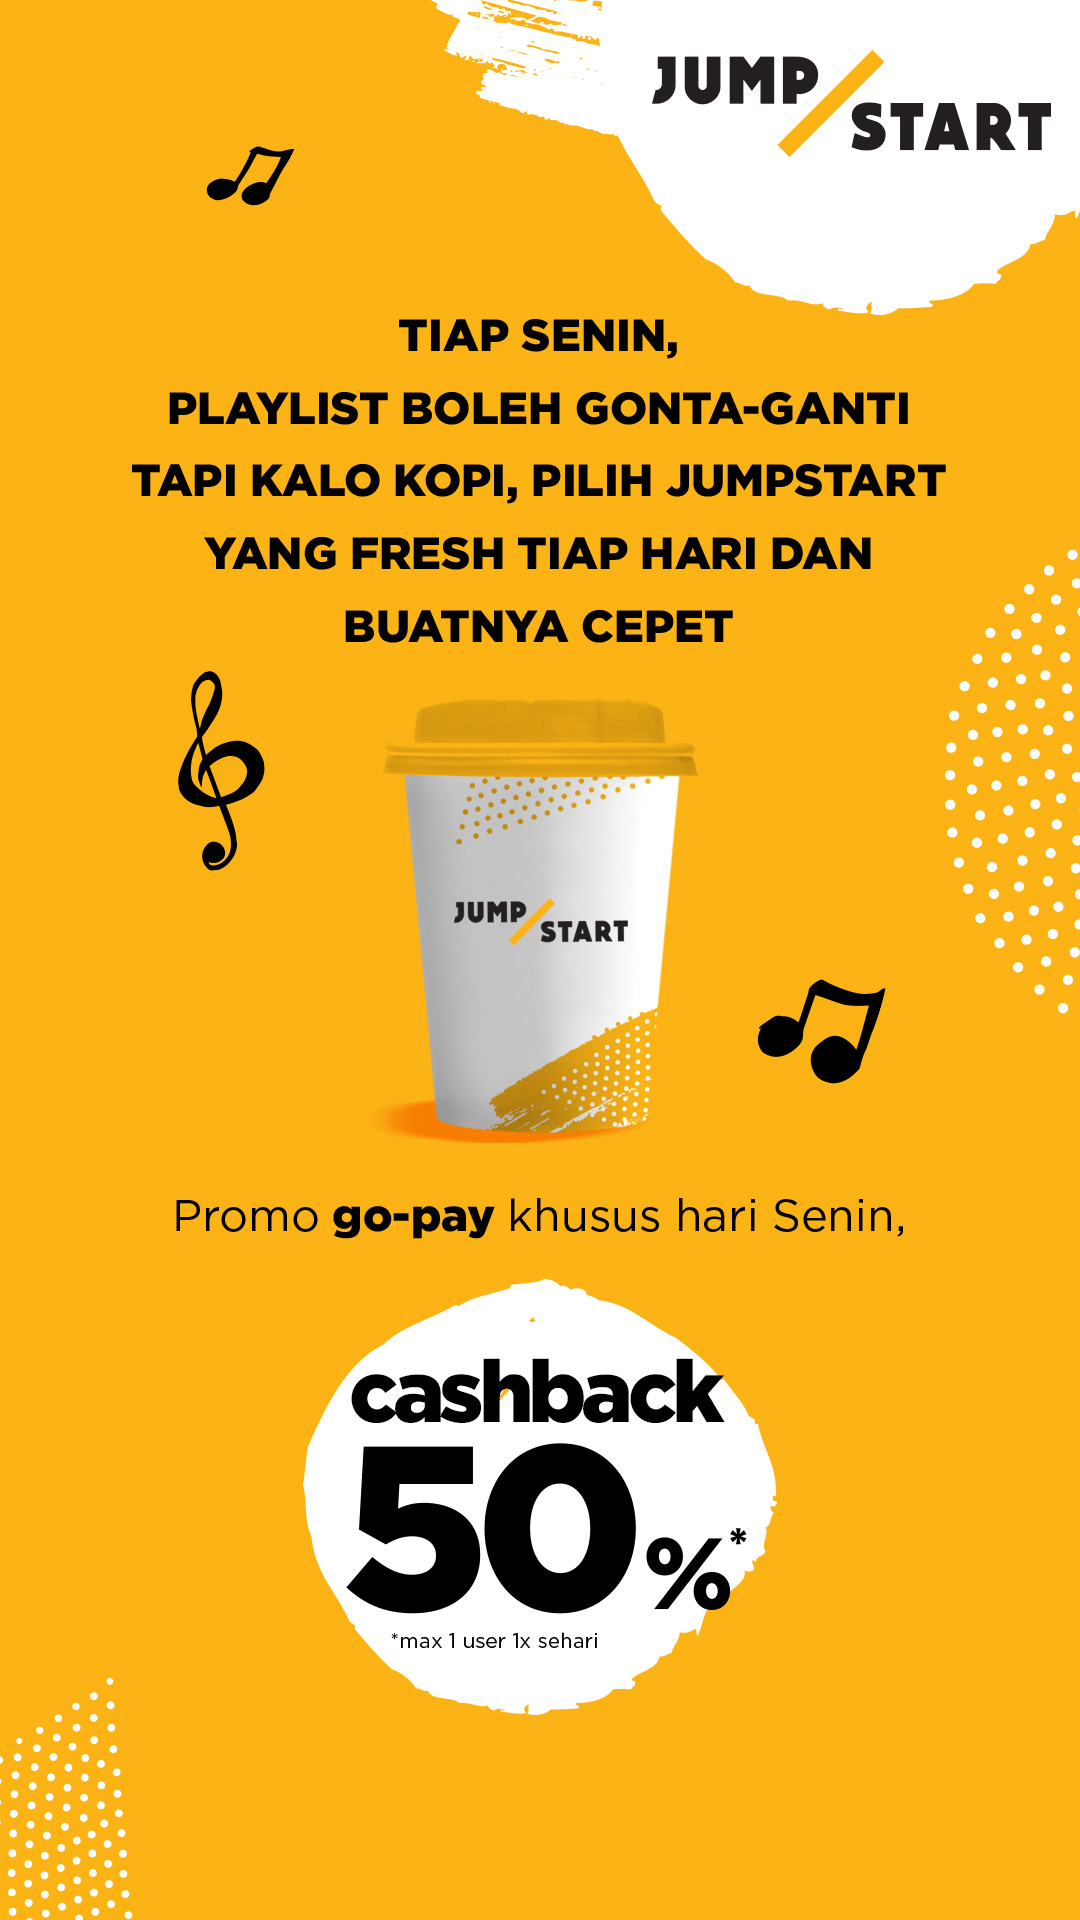 JUMP
START
TIAP SENIN,
PLAYLIST BOLEH GONTA-GANTI
TAPI KALO KOPI, PILIH JUMPSTART
YANG FRESH TIAP HARI DAN
BUATNYA CEPET
JUMP
START
Promo go-pay khusus hari Senin,
cashback
50%*
*max 1 user 1x sehari